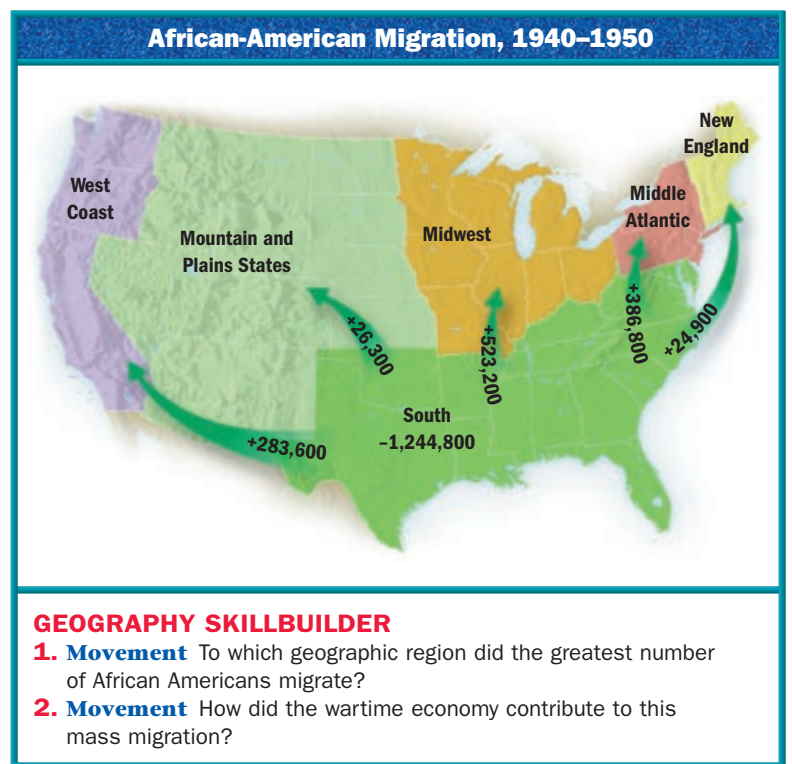 African-American Migration, 1940–1950
New
England
West
Coast
Middle
Atlantic
Mountain and
Plains States
Midwest
+26,300
+523,200
+386,800
+24,900
South
–1,244,800
+283,600
GEOGRAPHY SKILLBUILDER
1. Movement To which geographic region did the greatest number
of African Americans migrate?
2. Movement How did the wartime economy contribute to this
mass migration?